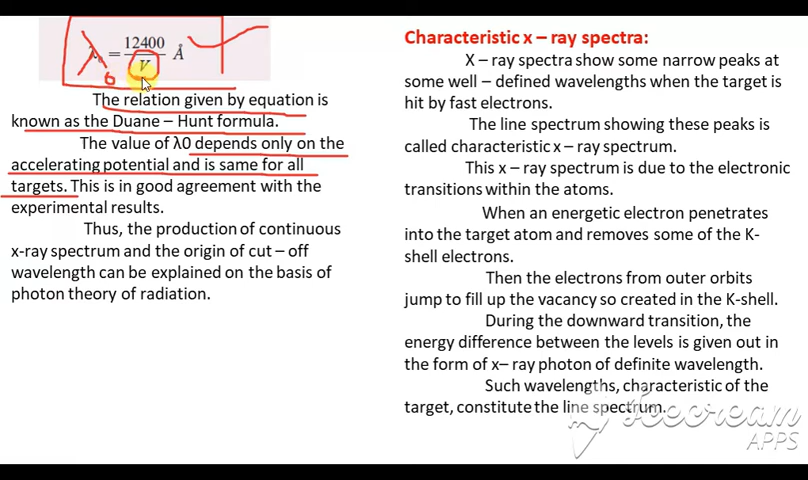 λ₀ = 12400 / V Å
The relation given by equation is
known as the Duane – Hunt formula.
The value of λ0 depends only on the
accelerating potential and is same for all
targets. This is in good agreement with the
experimental results.
Thus, the production of continuous
x-ray spectrum and the origin of cut – off
wavelength can be explained on the basis of
photon theory of radiation.
Characteristic x – ray spectra:
X – ray spectra show some narrow peaks at
some well – defined wavelengths when the target is
hit by fast electrons.
The line spectrum showing these peaks is
called characteristic x – ray spectrum.
This x – ray spectrum is due to the electronic
transitions within the atoms.
When an energetic electron penetrates
into the target atom and removes some of the K-
shell electrons.
Then the electrons from outer orbits
jump to fill up the vacancy so created in the K-shell.
During the downward transition, the
energy difference between the levels is given out in
the form of x– ray photon of definite wavelength.
Such wavelengths, characteristic of the
target, constitute the line spectrum.
Icecream
APPS